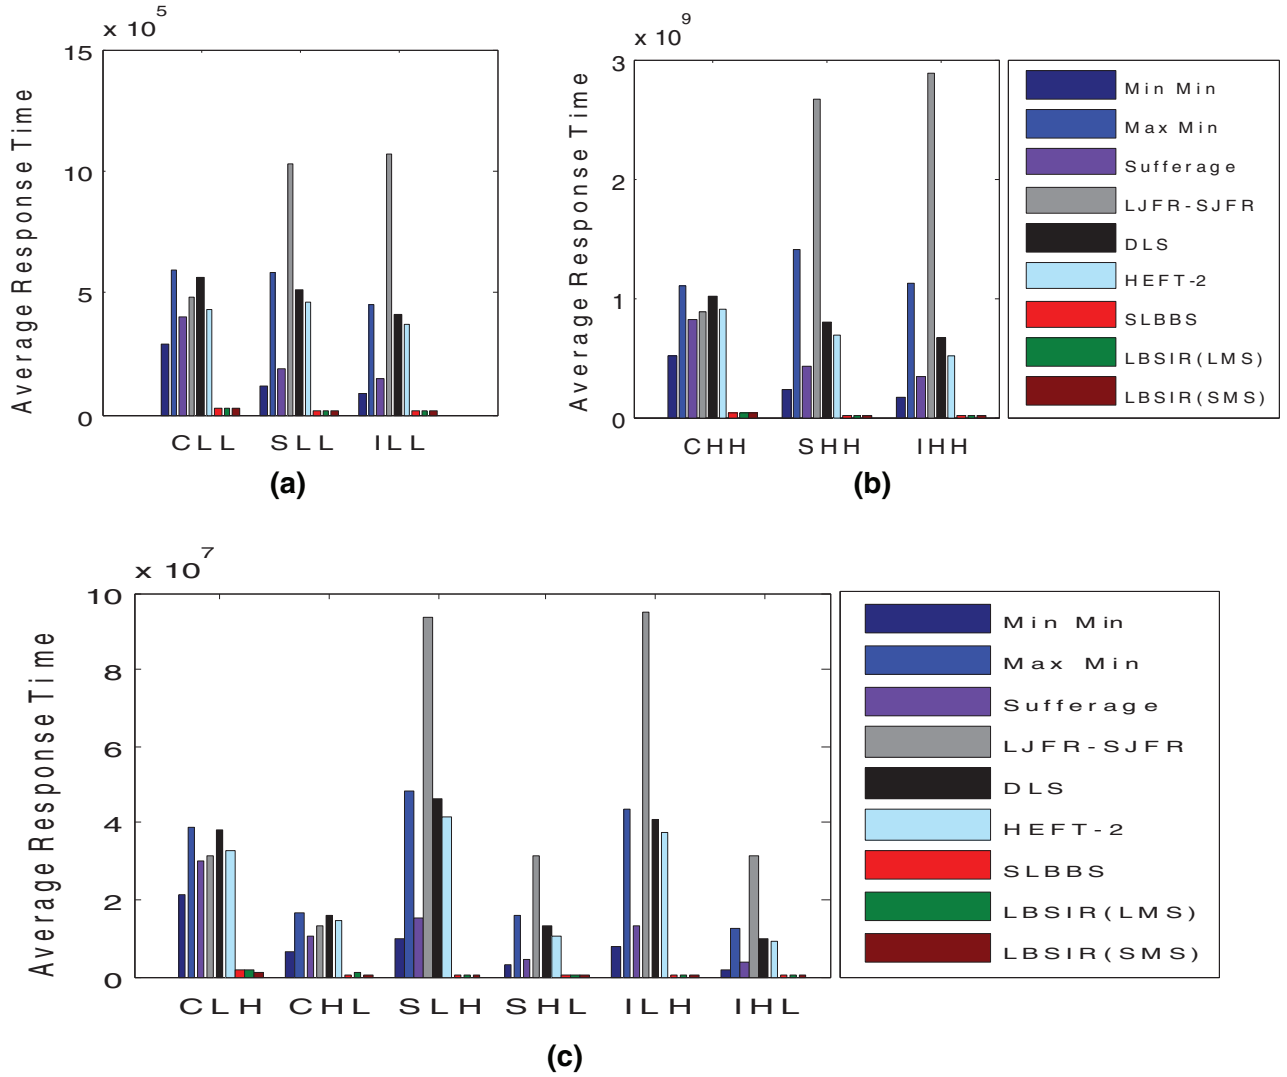 x 10^5
15
10
5
0
Average Response Time
CLL SLL ILL
(a)
x 10^9
3
2
1
0
Average Response Time
CHH SHH IHH
(b)
Min Min
Max Min
Sufferage
LJFR-SJFR
DLS
HEFT-2
SLBBS
LBSIR(LMS)
LBSIR(SMS)
x 10^7
10
8
6
4
2
0
Average Response Time
CLH CHL SLH SHL ILH IHL
(c)
Min Min
Max Min
Sufferage
LJFR-SJFR
DLS
HEFT-2
SLBBS
LBSIR(LMS)
LBSIR(SMS)